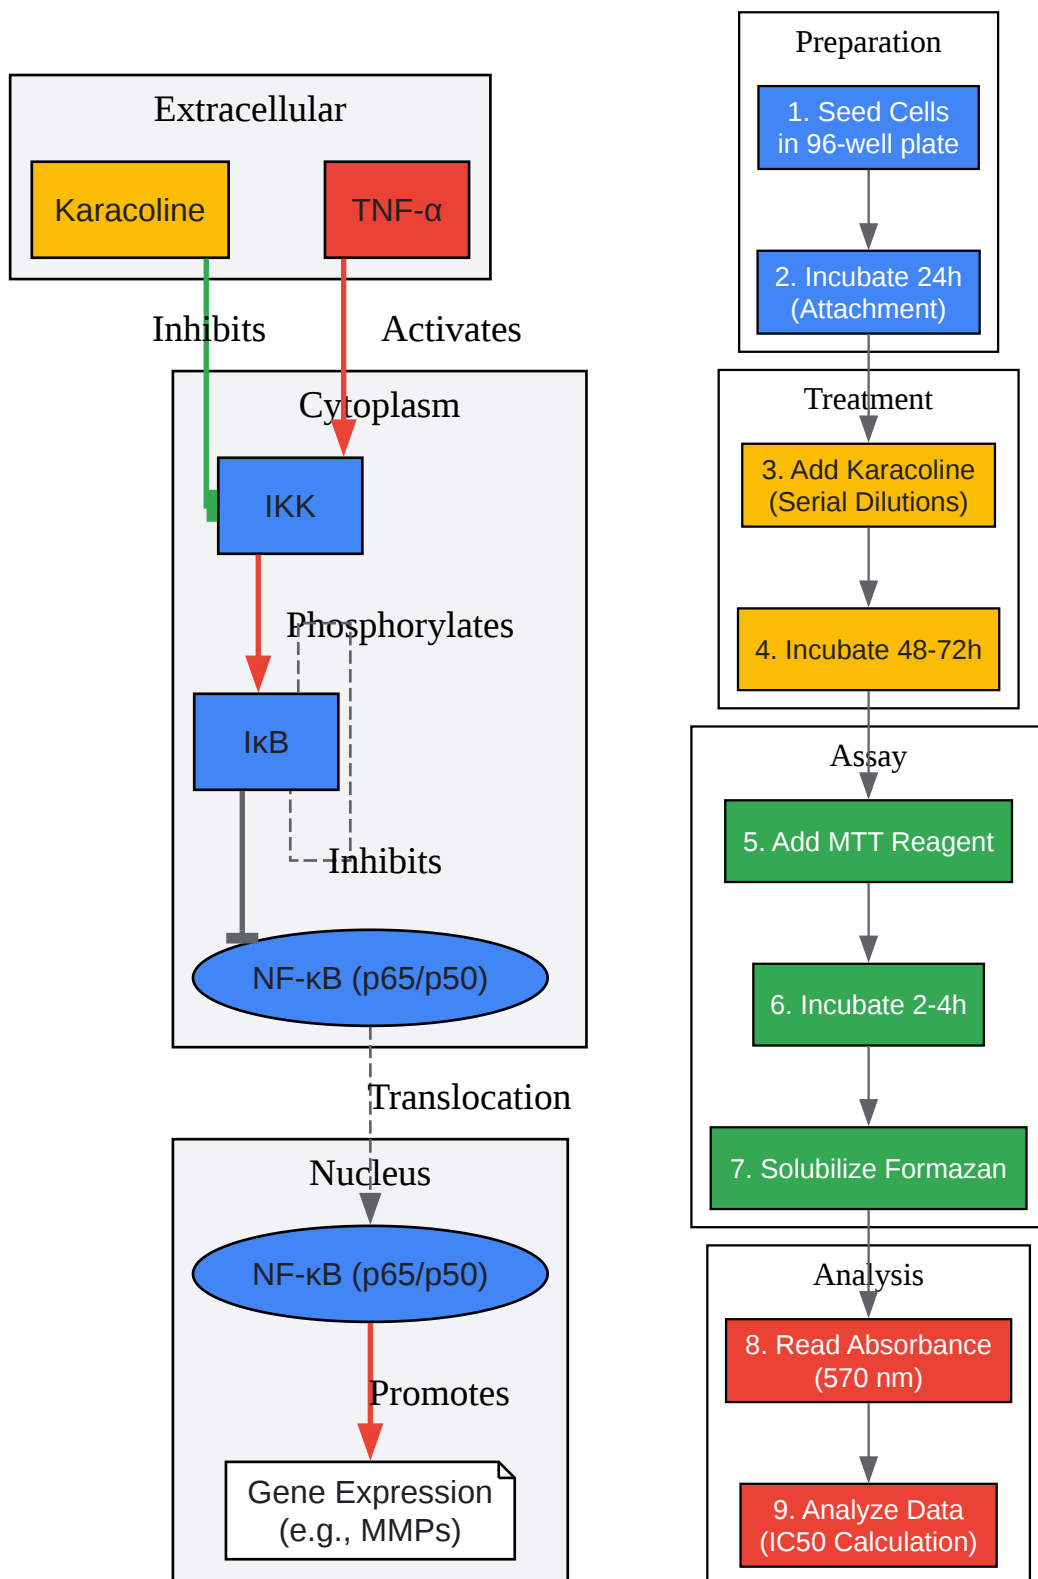 Extracellular
Karacoline
TNF-α
Inhibits
Activates
Cytoplasm
IKK
Phosphorylates
IκB
Inhibits
NF-κB (p65/p50)
Translocation
Nucleus
NF-κB (p65/p50)
Promotes
Gene Expression
(e.g., MMPs)
Preparation
1. Seed Cells
in 96-well plate
2. Incubate 24h
(Attachment)
Treatment
3. Add Karacoline
(Serial Dilutions)
4. Incubate 48-72h
Assay
5. Add MTT Reagent
6. Incubate 2-4h
7. Solubilize Formazan
Analysis
8. Read Absorbance
(570 nm)
9. Analyze Data
(IC50 Calculation)